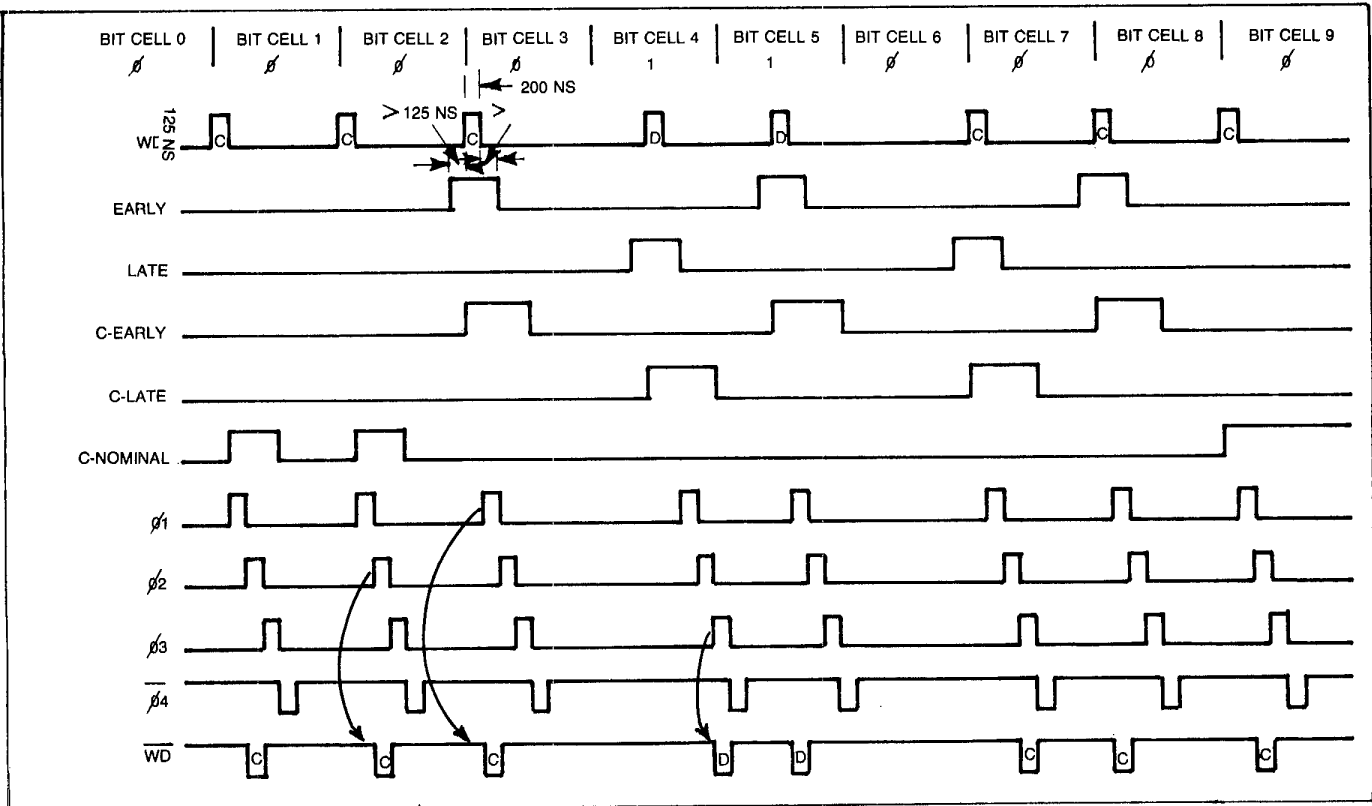 BIT CELL 0 BIT CELL 1 BIT CELL 2 BIT CELL 3 BIT CELL 4 BIT CELL 5 BIT CELL 6 BIT CELL 7 BIT CELL 8 BIT CELL 9
Ø Ø Ø Ø 1 1 Ø Ø Ø Ø
200 NS
> 125 NS >
125 NS
WD C C C D D C C C
EARLY
LATE
C-EARLY
C-LATE
C-NOMINAL
Ø1
Ø2
Ø3
Ø4
WD C C C D D C C C